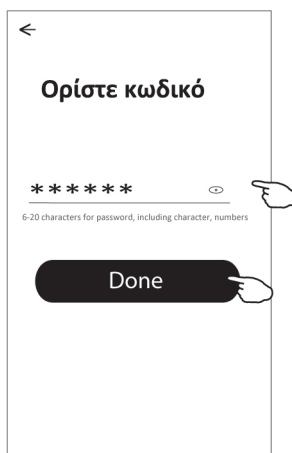 Ορίστε κωδικό
******
6-20 characters for password, including character, numbers
Done